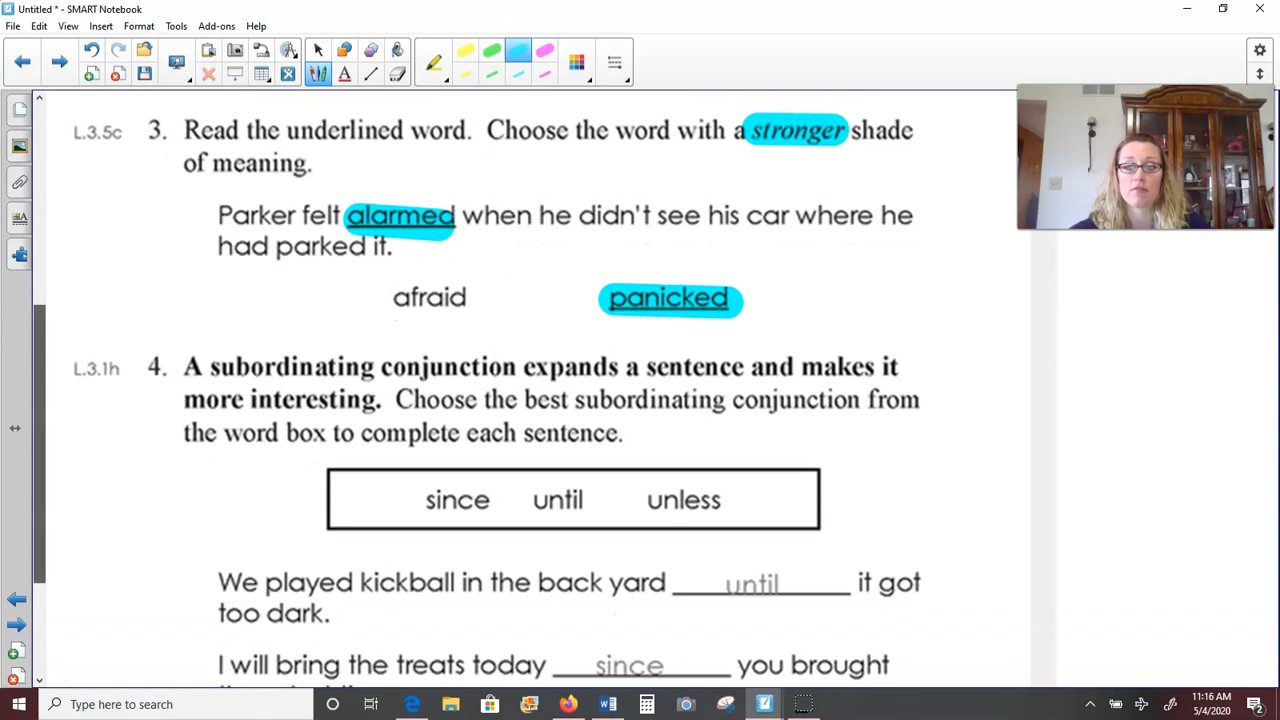 Untitled * - SMART Notebook
File Edit View Insert Format Tools Add-ons Help
L.3.5c 3. Read the underlined word. Choose the word with a stronger shade
of meaning.
Parker felt alarmed when he didn't see his car where he
had parked it.
afraid panicked
L.3.1h 4. A subordinating conjunction expands a sentence and makes it
more interesting. Choose the best subordinating conjunction from
the word box to complete each sentence.
since until unless
We played kickball in the back yard until it got
too dark.
I will bring the treats today since you brought
Type here to search
11:16 AM
5/4/2020
2